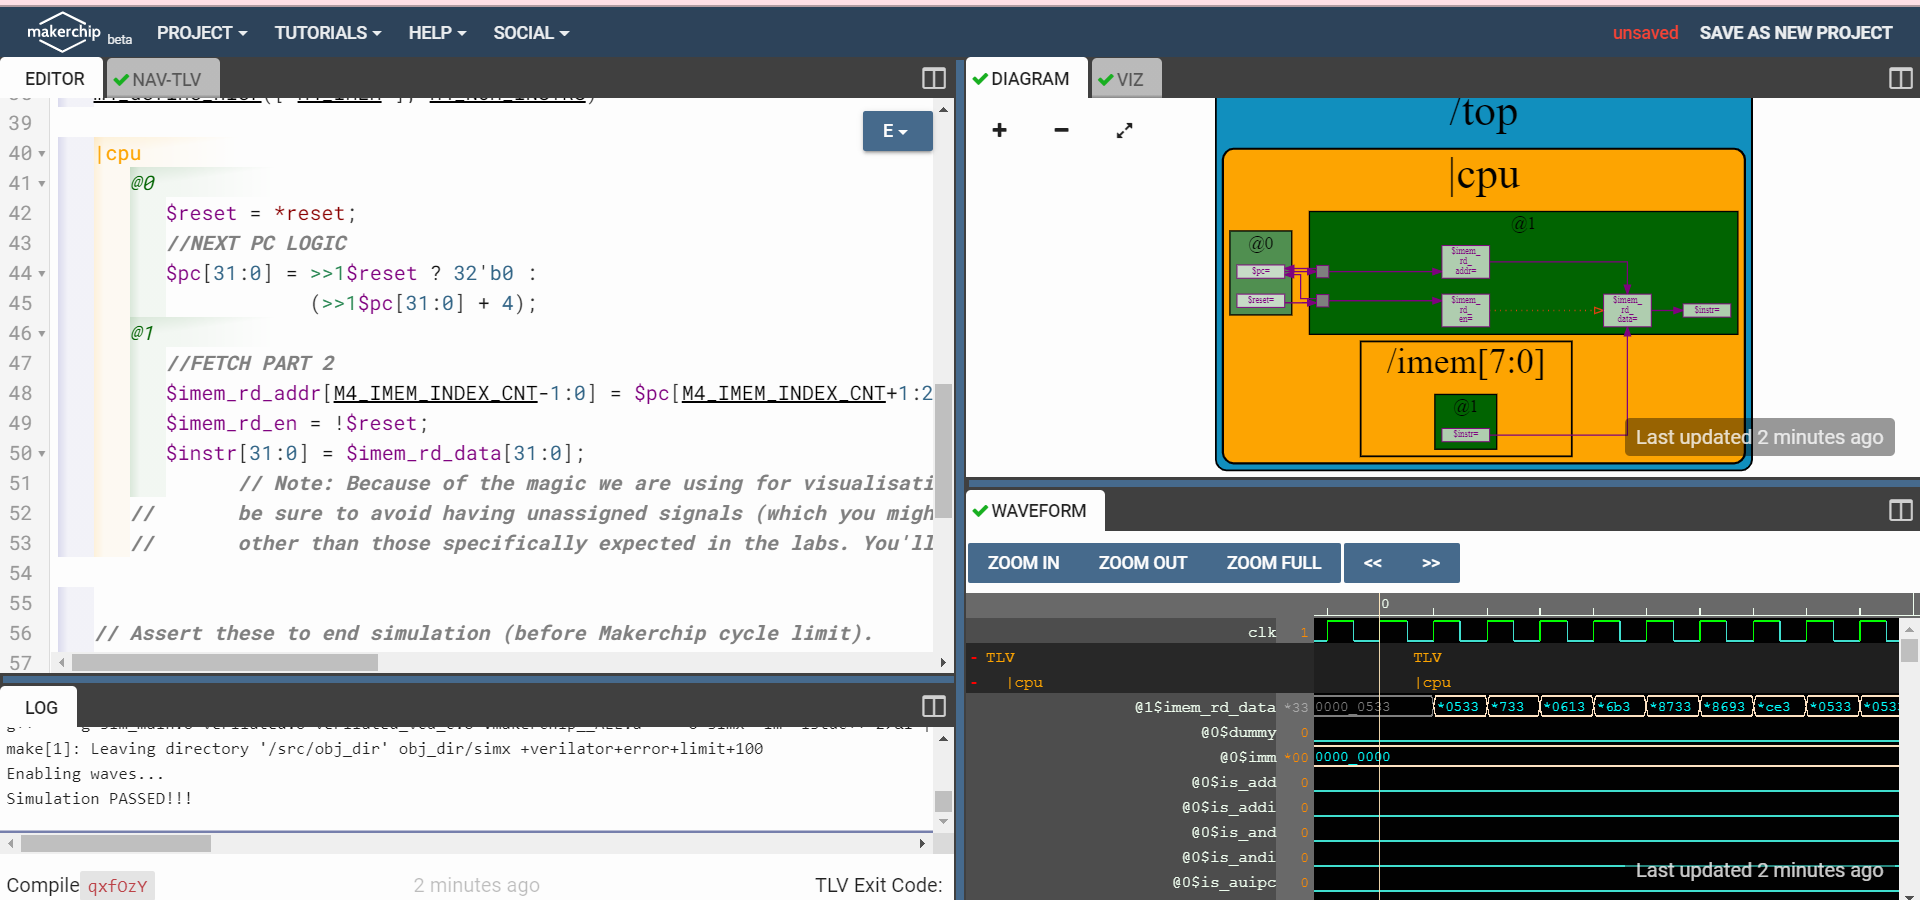 makerchip beta PROJECT TUTORIALS HELP SOCIAL unsaved SAVE AS NEW PROJECT
EDITOR NAV-TLV
39
40 |cpu
41 @0
42 $reset = *reset;
43 //NEXT PC LOGIC
44 $pc[31:0] = >>1$reset ? 32'b0 :
45 (>>1$pc[31:0] + 4);
46 @1
47 //FETCH PART 2
48 $imem_rd_addr[M4_IMEM_INDEX_CNT-1:0] = $pc[M4_IMEM_INDEX_CNT+1:2
49 $imem_rd_en = !$reset;
50 $instr[31:0] = $imem_rd_data[31:0];
51 // Note: Because of the magic we are using for visualisati
52 // be sure to avoid having unassigned signals (which you migh
53 // other than those specifically expected in the labs. You'll
54
55
56 // Assert these to end simulation (before Makerchip cycle limit).
57
E
LOG
make[1]: Leaving directory '/src/obj_dir' obj_dir/simx +verilator+error+limit+100
Enabling waves...
Simulation PASSED!!!
Compile qxfOzY 2 minutes ago TLV Exit Code:
DIAGRAM VIZ
+ −
/top
|cpu
@0
$pc=
$reset=
@1
$imem_
rd_
addr=
$imem_
rd_
en=
$imem_
rd_
data=
$instr=
/imem[7:0]
@1
$instr=
Last updated 2 minutes ago
WAVEFORM
ZOOM IN ZOOM OUT ZOOM FULL << >>
0
clk 1
- TLV TLV
- |cpu |cpu
@1$imem_rd_data *33 0000_0533 *0533 *733 *0613 *6b3 *8733 *8693 *ce3 *0533 *053
@0$dummy 0
@0$imm *00 0000_0000
@0$is_add 0
@0$is_addi 0
@0$is_and 0
@0$is_andi 0
@0$is_auipc 0
Last updated 2 minutes ago